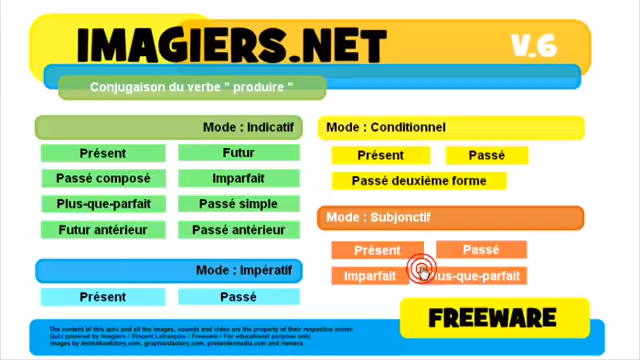 IMAGIERS.NET
V.6
Conjugaison du verbe " produire "
Mode : Indicatif
Présent Futur
Passé composé Imparfait
Plus-que-parfait Passé simple
Futur antérieur Passé antérieur
Mode : Impératif
Présent Passé
Mode : Conditionnel
Présent Passé
Passé deuxième forme
Mode : Subjonctif
Présent Passé
Imparfait Plus-que-parfait
FREEWARE
The content of this quiz and all the images, sounds and video are the property of their respective owner.
Quiz powered by Imagiers / Vincent Lefrançois / Freeware / For educational purpose only.
Images by Animationfstory.com, graphicsfactory.com, presentermedia.com and Hemera.